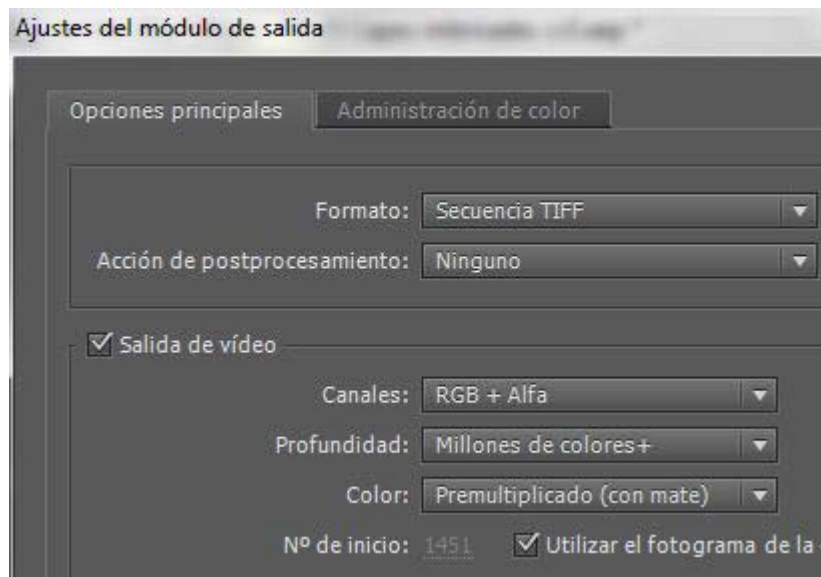 Ajustes del módulo de salida
Opciones principales
Administración de color
Formato: Secuencia TIFF
Acción de postprocesamiento: Ninguno
Salida de vídeo
Canales: RGB + Alfa
Profundidad: Millones de colores+
Color: Premultiplicado (con mate)
Nº de inicio: 1451 Utilizar el fotograma de la